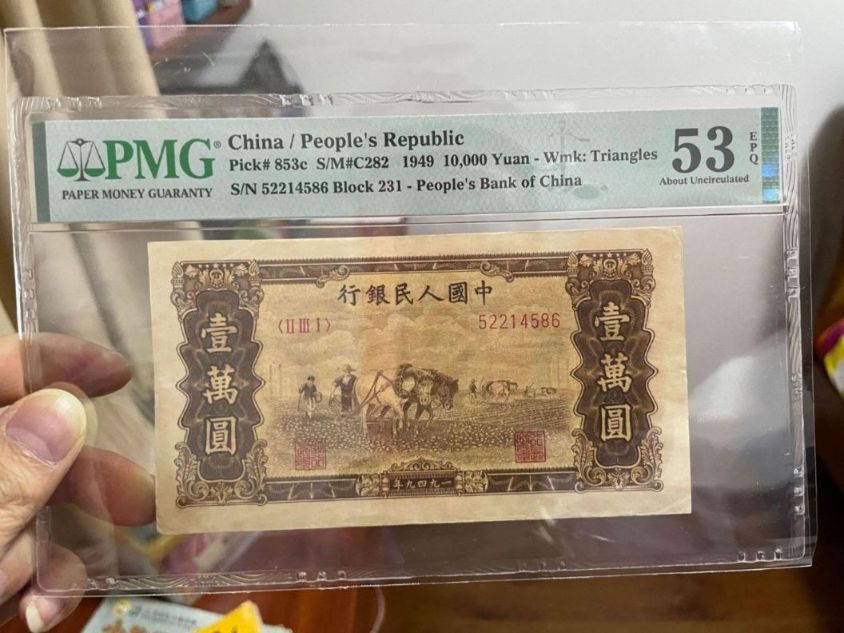 PMG®
PAPER MONEY GUARANTY
China / People's Republic
Pick# 853c S/M#C282 1949 10,000 Yuan - Wmk: Triangles
S/N 52214586 Block 231 - People's Bank of China
53
About Uncirculated
EPQ
行銀民人國中
〈II III I〉
52214586
壹萬圓
壹萬圓
年九四九一